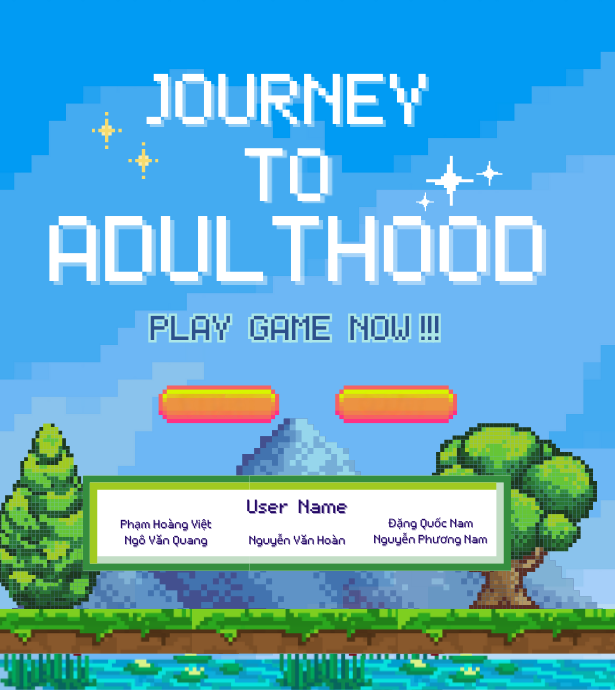 JOURNEY
TO
ADULTHOOD
PLAY GAME NOW!!!
User Name
Phạm Hoàng Việt
Ngô Văn Quang
Nguyễn Văn Hoàn
Đặng Quốc Nam
Nguyễn Phương Nam